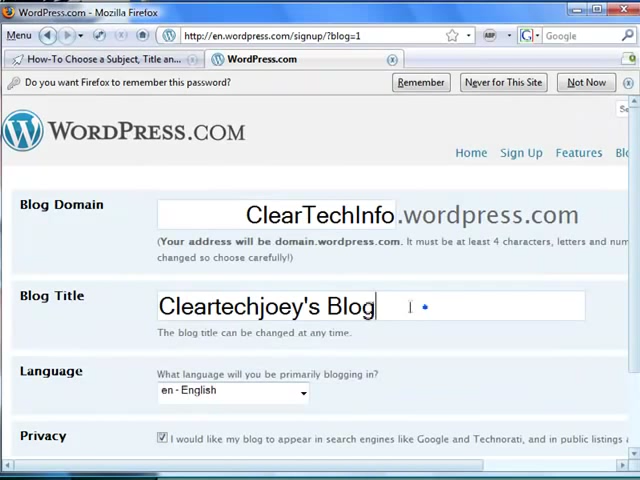 WordPress.com - Mozilla Firefox
Menu
http://en.wordpress.com/signup/?blog=1
ABP
G
Google
How-To Choose a Subject, Title an...
WordPress.com
Do you want Firefox to remember this password?
Remember
Never for This Site
Not Now
WORDPRESS.COM
Se
Home
Sign Up
Features
Blo
Blog Domain
ClearTechInfo.wordpress.com
(Your address will be domain.wordpress.com. It must be at least 4 characters, letters and num
changed so choose carefully!)
Blog Title
Cleartechjoey's Blog
The blog title can be changed at any time.
Language
What language will you be primarily blogging in?
en - English
Privacy
I would like my blog to appear in search engines like Google and Technorati, and in public listings a